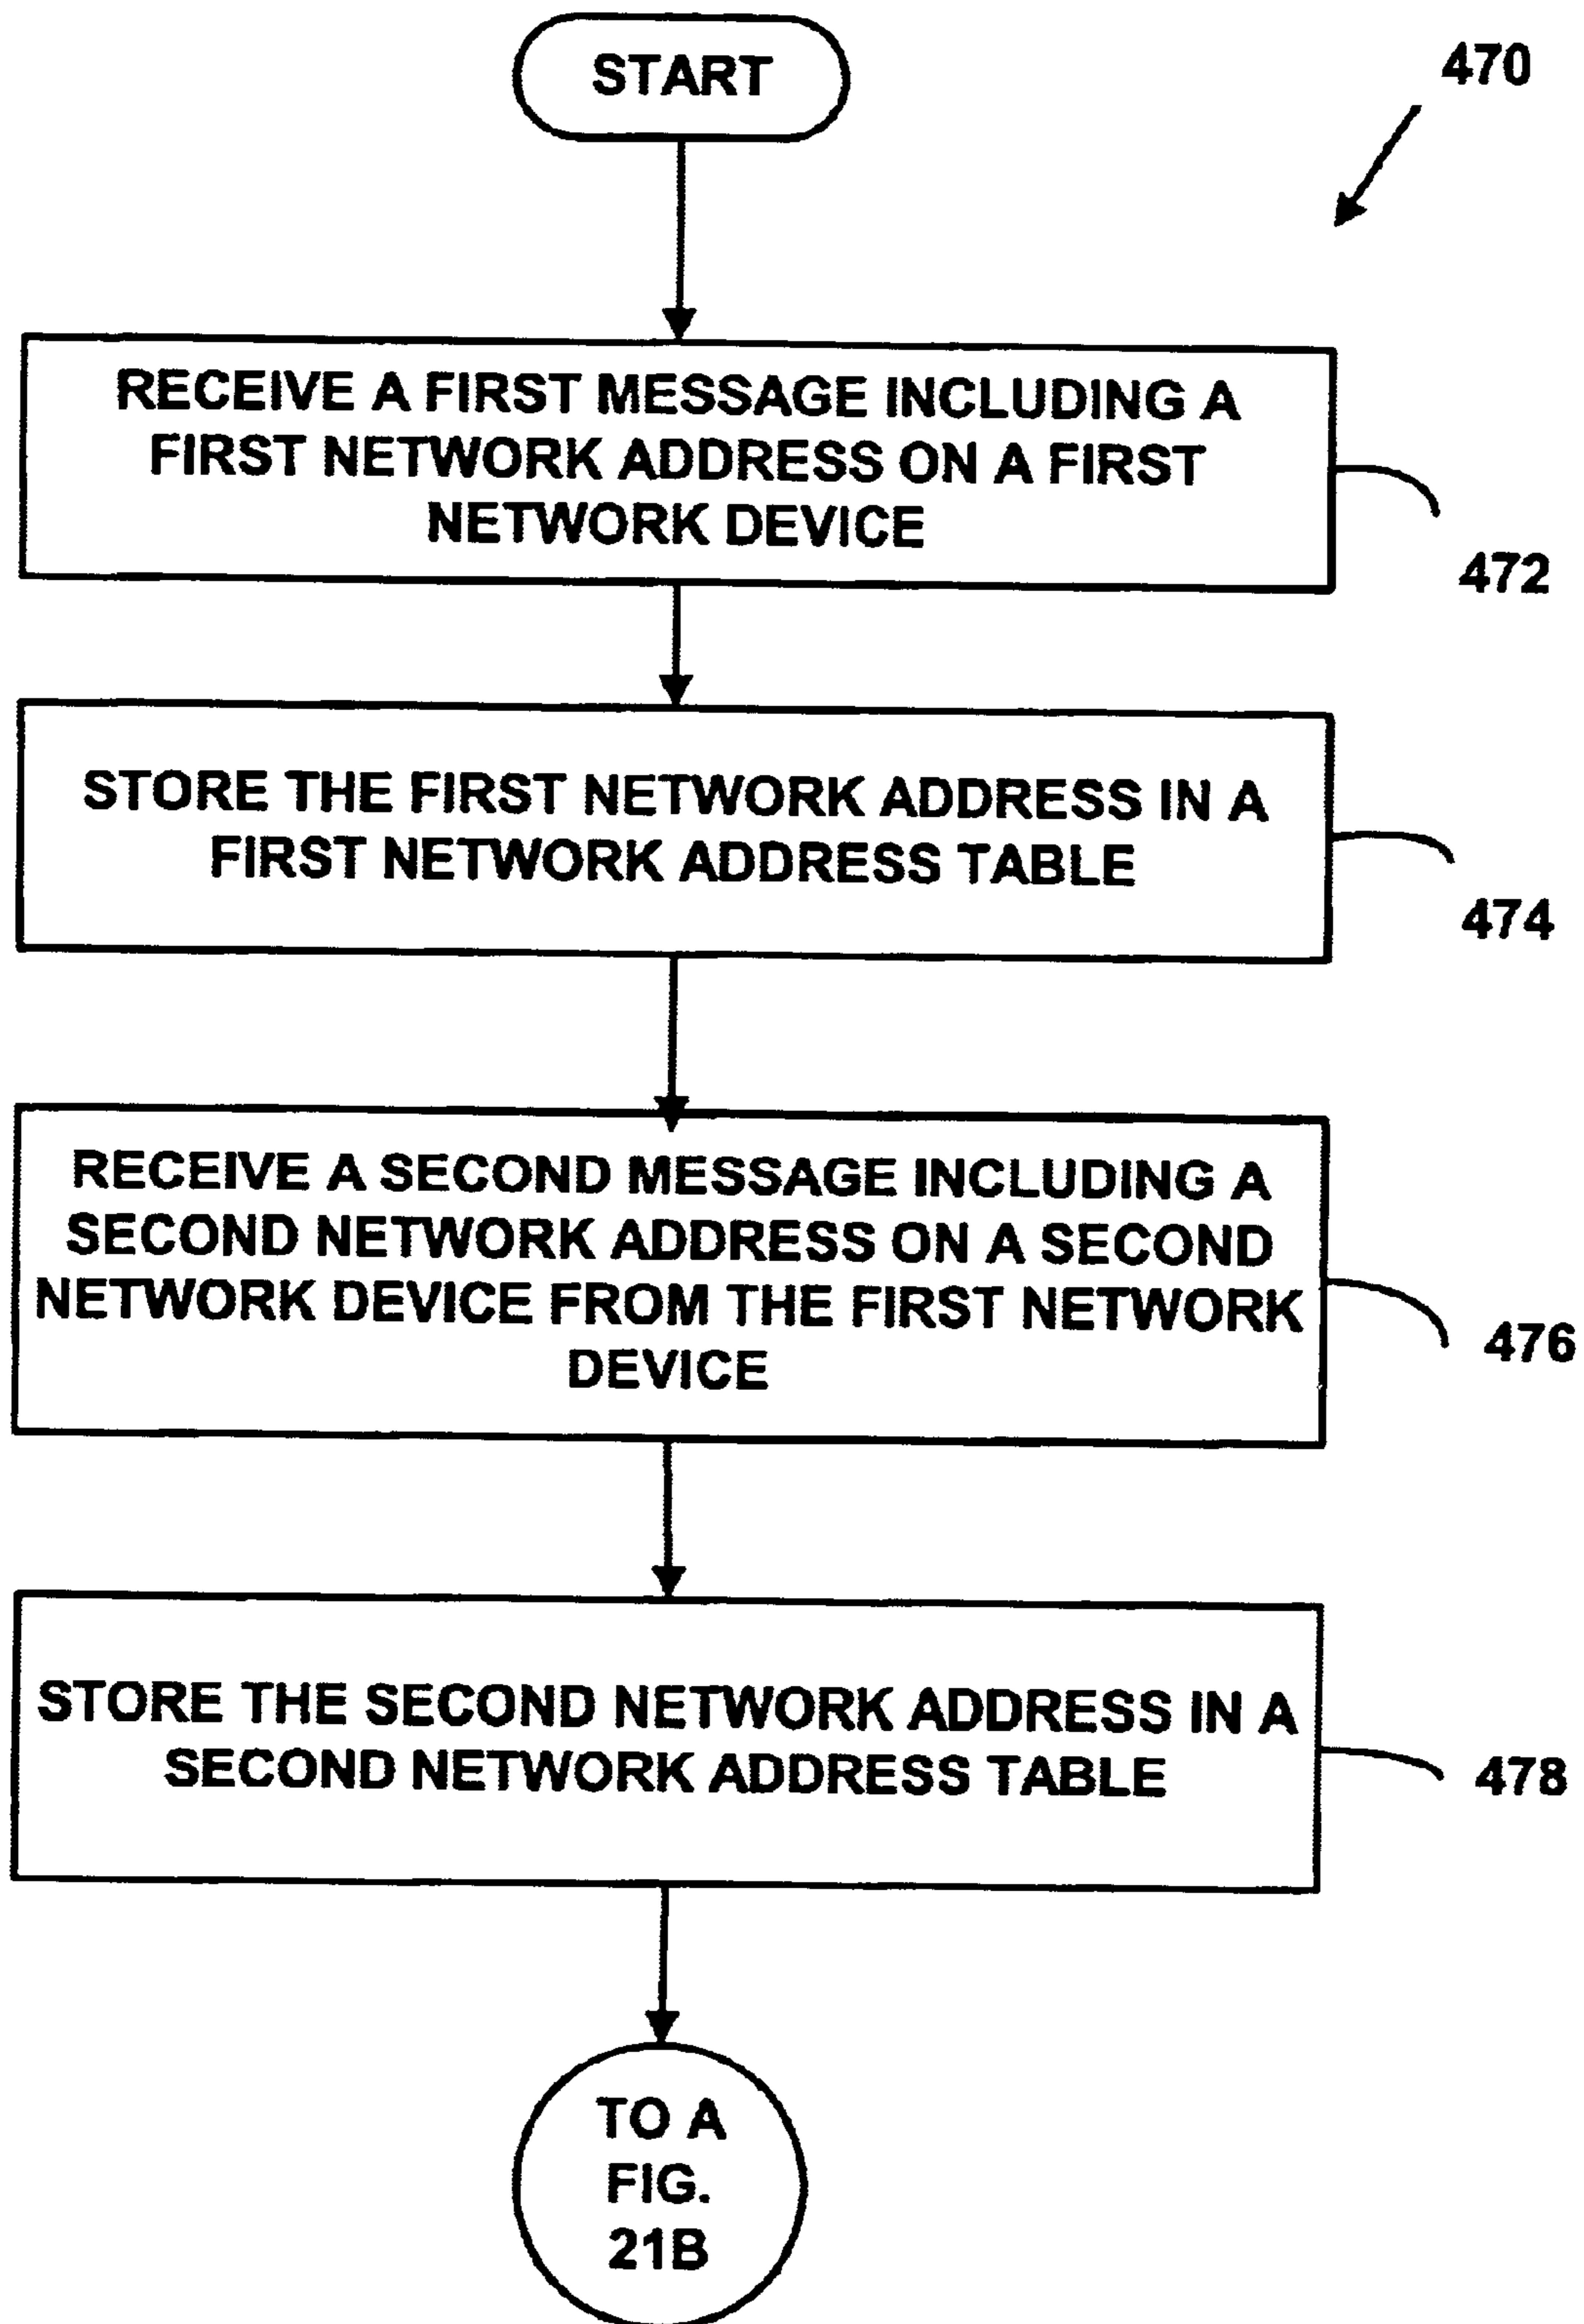 START
470
RECEIVE A FIRST MESSAGE INCLUDING A
FIRST NETWORK ADDRESS ON A FIRST
NETWORK DEVICE
472
STORE THE FIRST NETWORK ADDRESS IN A
FIRST NETWORK ADDRESS TABLE
474
RECEIVE A SECOND MESSAGE INCLUDING A
SECOND NETWORK ADDRESS ON A SECOND
NETWORK DEVICE FROM THE FIRST NETWORK
DEVICE
476
STORE THE SECOND NETWORK ADDRESS IN A
SECOND NETWORK ADDRESS TABLE
478
TO A
FIG.
21B